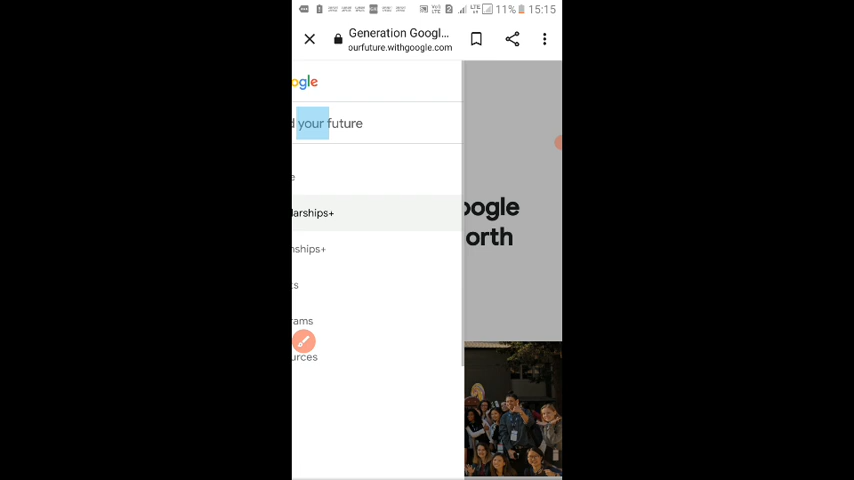 11% 15:15
Generation Googl...
ourfuture.withgoogle.com
ogle
d your future
e
larships+
nships+
ts
rams
urces
oogle
orth